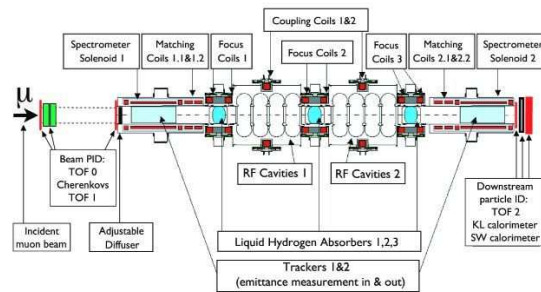 Coupling Coils 1&2
Spectrometer
Solenoid 1
Matching
Coils 1.1&1,2
Focus
Coils 1
Focus
Coils 2
Focus
Coils 3
Matching
Coils 2.1&2.2
Spectrometer
Solenoid 2
μ
Beam PID:
TOF 0
Cherenkovs
TOF 1
RF Cavities 1
RF Cavities 2
Downstream
particle ID:
TOF 2
KL calorimeter
SW calorimeter
Incident
muon beam
Adjustable
Diffuser
Liquid Hydrogen Absorbers 1,2,3
Trackers 1&2
(emittance measurement in & out)